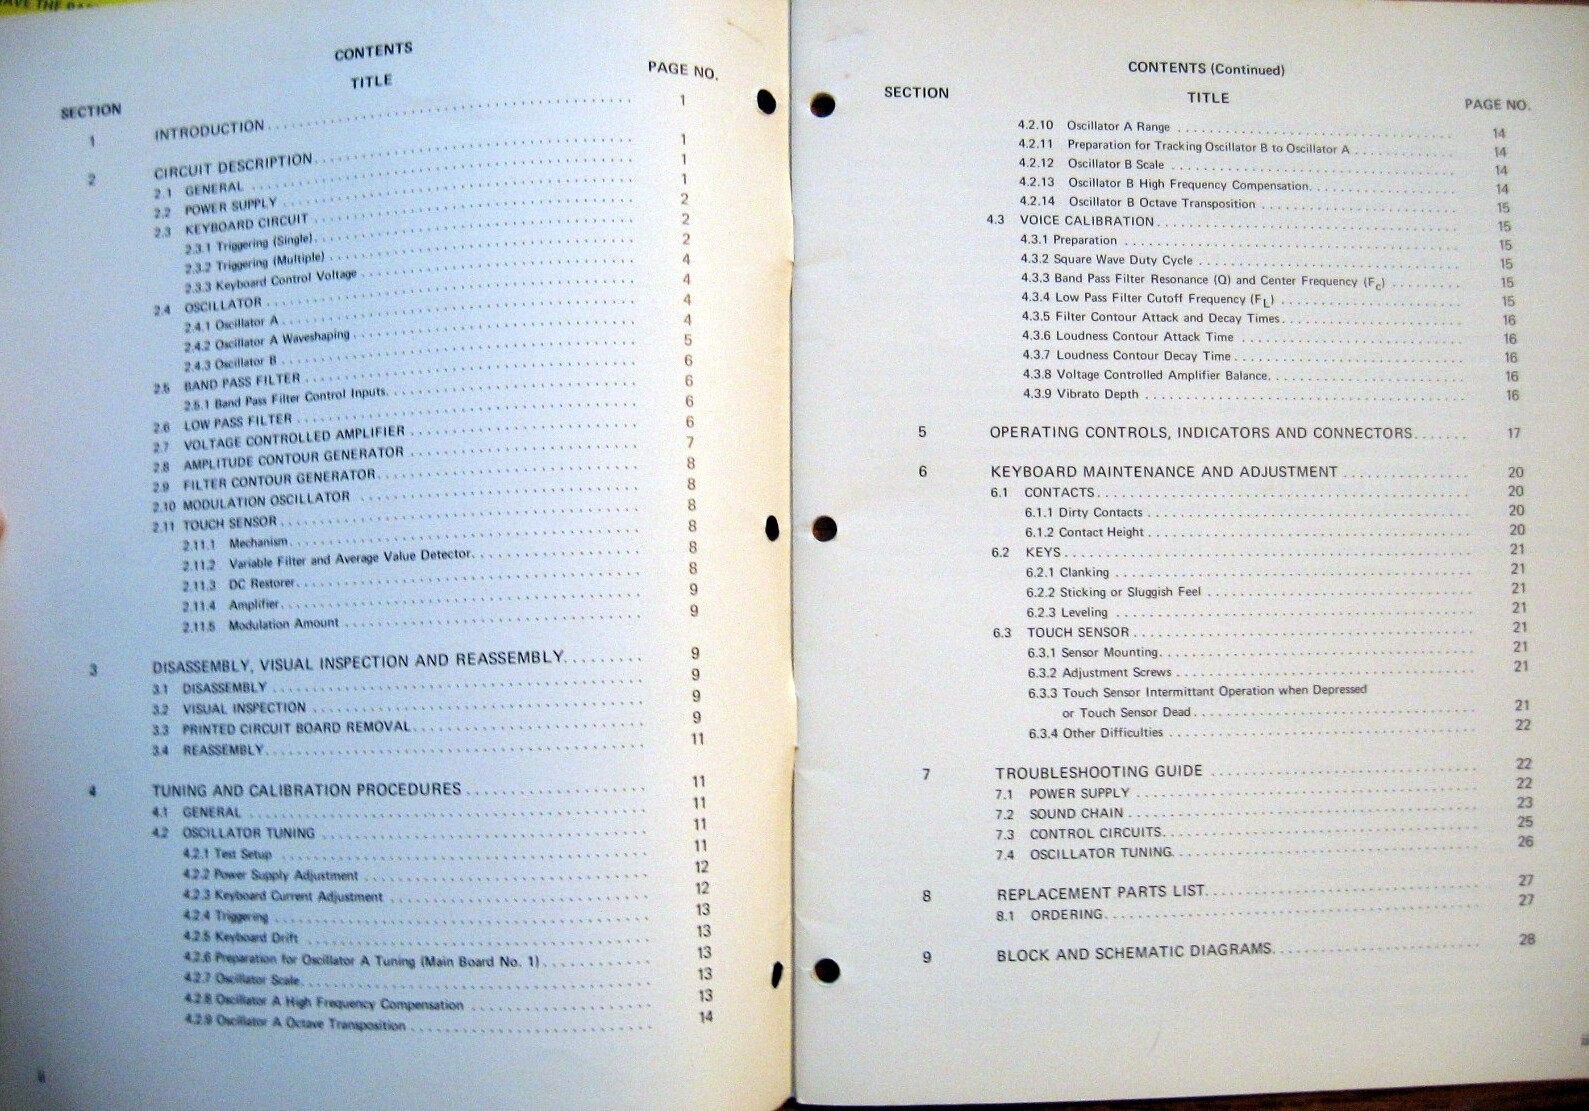 CONTENTS
SECTION TITLE PAGE NO.
1 INTRODUCTION 1
2 CIRCUIT DESCRIPTION 1
2.1 GENERAL 1
2.2 POWER SUPPLY 1
2.3 KEYBOARD CIRCUIT 2
2.3.1 Triggering (Single) 2
2.3.2 Triggering (Multiple) 2
2.3.3 Keyboard Control Voltage 4
2.4 OSCILLATOR 4
2.4.1 Oscillator A 4
2.4.2 Oscillator A Waveshaping 4
2.4.3 Oscillator B 5
2.5 BAND PASS FILTER 6
2.5.1 Band Pass Filter Control Inputs 6
2.6 LOW PASS FILTER 6
2.7 VOLTAGE CONTROLLED AMPLIFIER 6
2.8 AMPLITUDE CONTOUR GENERATOR 7
2.9 FILTER CONTOUR GENERATOR 8
2.10 MODULATION OSCILLATOR 8
2.11 TOUCH SENSOR 8
2.11.1 Mechanism 8
2.11.2 Variable Filter and Average Value Detector 8
2.11.3 DC Restorer 8
2.11.4 Amplifier 9
2.11.5 Modulation Amount 9
3 DISASSEMBLY, VISUAL INSPECTION AND REASSEMBLY 9
3.1 DISASSEMBLY 9
3.2 VISUAL INSPECTION 9
3.3 PRINTED CIRCUIT BOARD REMOVAL 9
3.4 REASSEMBLY 11
4 TUNING AND CALIBRATION PROCEDURES 11
4.1 GENERAL 11
4.2 OSCILLATOR TUNING 11
4.2.1 Test Setup 11
4.2.2 Power Supply Adjustment 12
4.2.3 Keyboard Current Adjustment 12
4.2.4 Triggering 13
4.2.5 Keyboard Drift 13
4.2.6 Preparation for Oscillator A Tuning (Main Board No. 1) 13
4.2.7 Oscillator Scale 13
4.2.8 Oscillator A High Frequency Compensation 13
4.2.9 Oscillator A Octave Transposition 14
ii
CONTENTS (Continued)
SECTION TITLE PAGE NO.
4.2.10 Oscillator A Range 14
4.2.11 Preparation for Tracking Oscillator B to Oscillator A 14
4.2.12 Oscillator B Scale 14
4.2.13 Oscillator B High Frequency Compensation 14
4.2.14 Oscillator B Octave Transposition 15
4.3 VOICE CALIBRATION 15
4.3.1 Preparation 15
4.3.2 Square Wave Duty Cycle 15
4.3.3 Band Pass Filter Resonance (Q) and Center Frequency (Fc) 15
4.3.4 Low Pass Filter Cutoff Frequency (FL) 15
4.3.5 Filter Contour Attack and Decay Times 16
4.3.6 Loudness Contour Attack Time 16
4.3.7 Loudness Contour Decay Time 16
4.3.8 Voltage Controlled Amplifier Balance 16
4.3.9 Vibrato Depth 16
5 OPERATING CONTROLS, INDICATORS AND CONNECTORS 17
6 KEYBOARD MAINTENANCE AND ADJUSTMENT 20
6.1 CONTACTS 20
6.1.1 Dirty Contacts 20
6.1.2 Contact Height 20
6.2 KEYS 21
6.2.1 Clanking 21
6.2.2 Sticking or Sluggish Feel 21
6.2.3 Leveling 21
6.3 TOUCH SENSOR 21
6.3.1 Sensor Mounting 21
6.3.2 Adjustment Screws 21
6.3.3 Touch Sensor Intermittant Operation when Depressed
or Touch Sensor Dead 21
6.3.4 Other Difficulties 22
7 TROUBLESHOOTING GUIDE 22
7.1 POWER SUPPLY 22
7.2 SOUND CHAIN 23
7.3 CONTROL CIRCUITS 25
7.4 OSCILLATOR TUNING 26
8 REPLACEMENT PARTS LIST 27
8.1 ORDERING 27
9 BLOCK AND SCHEMATIC DIAGRAMS 28